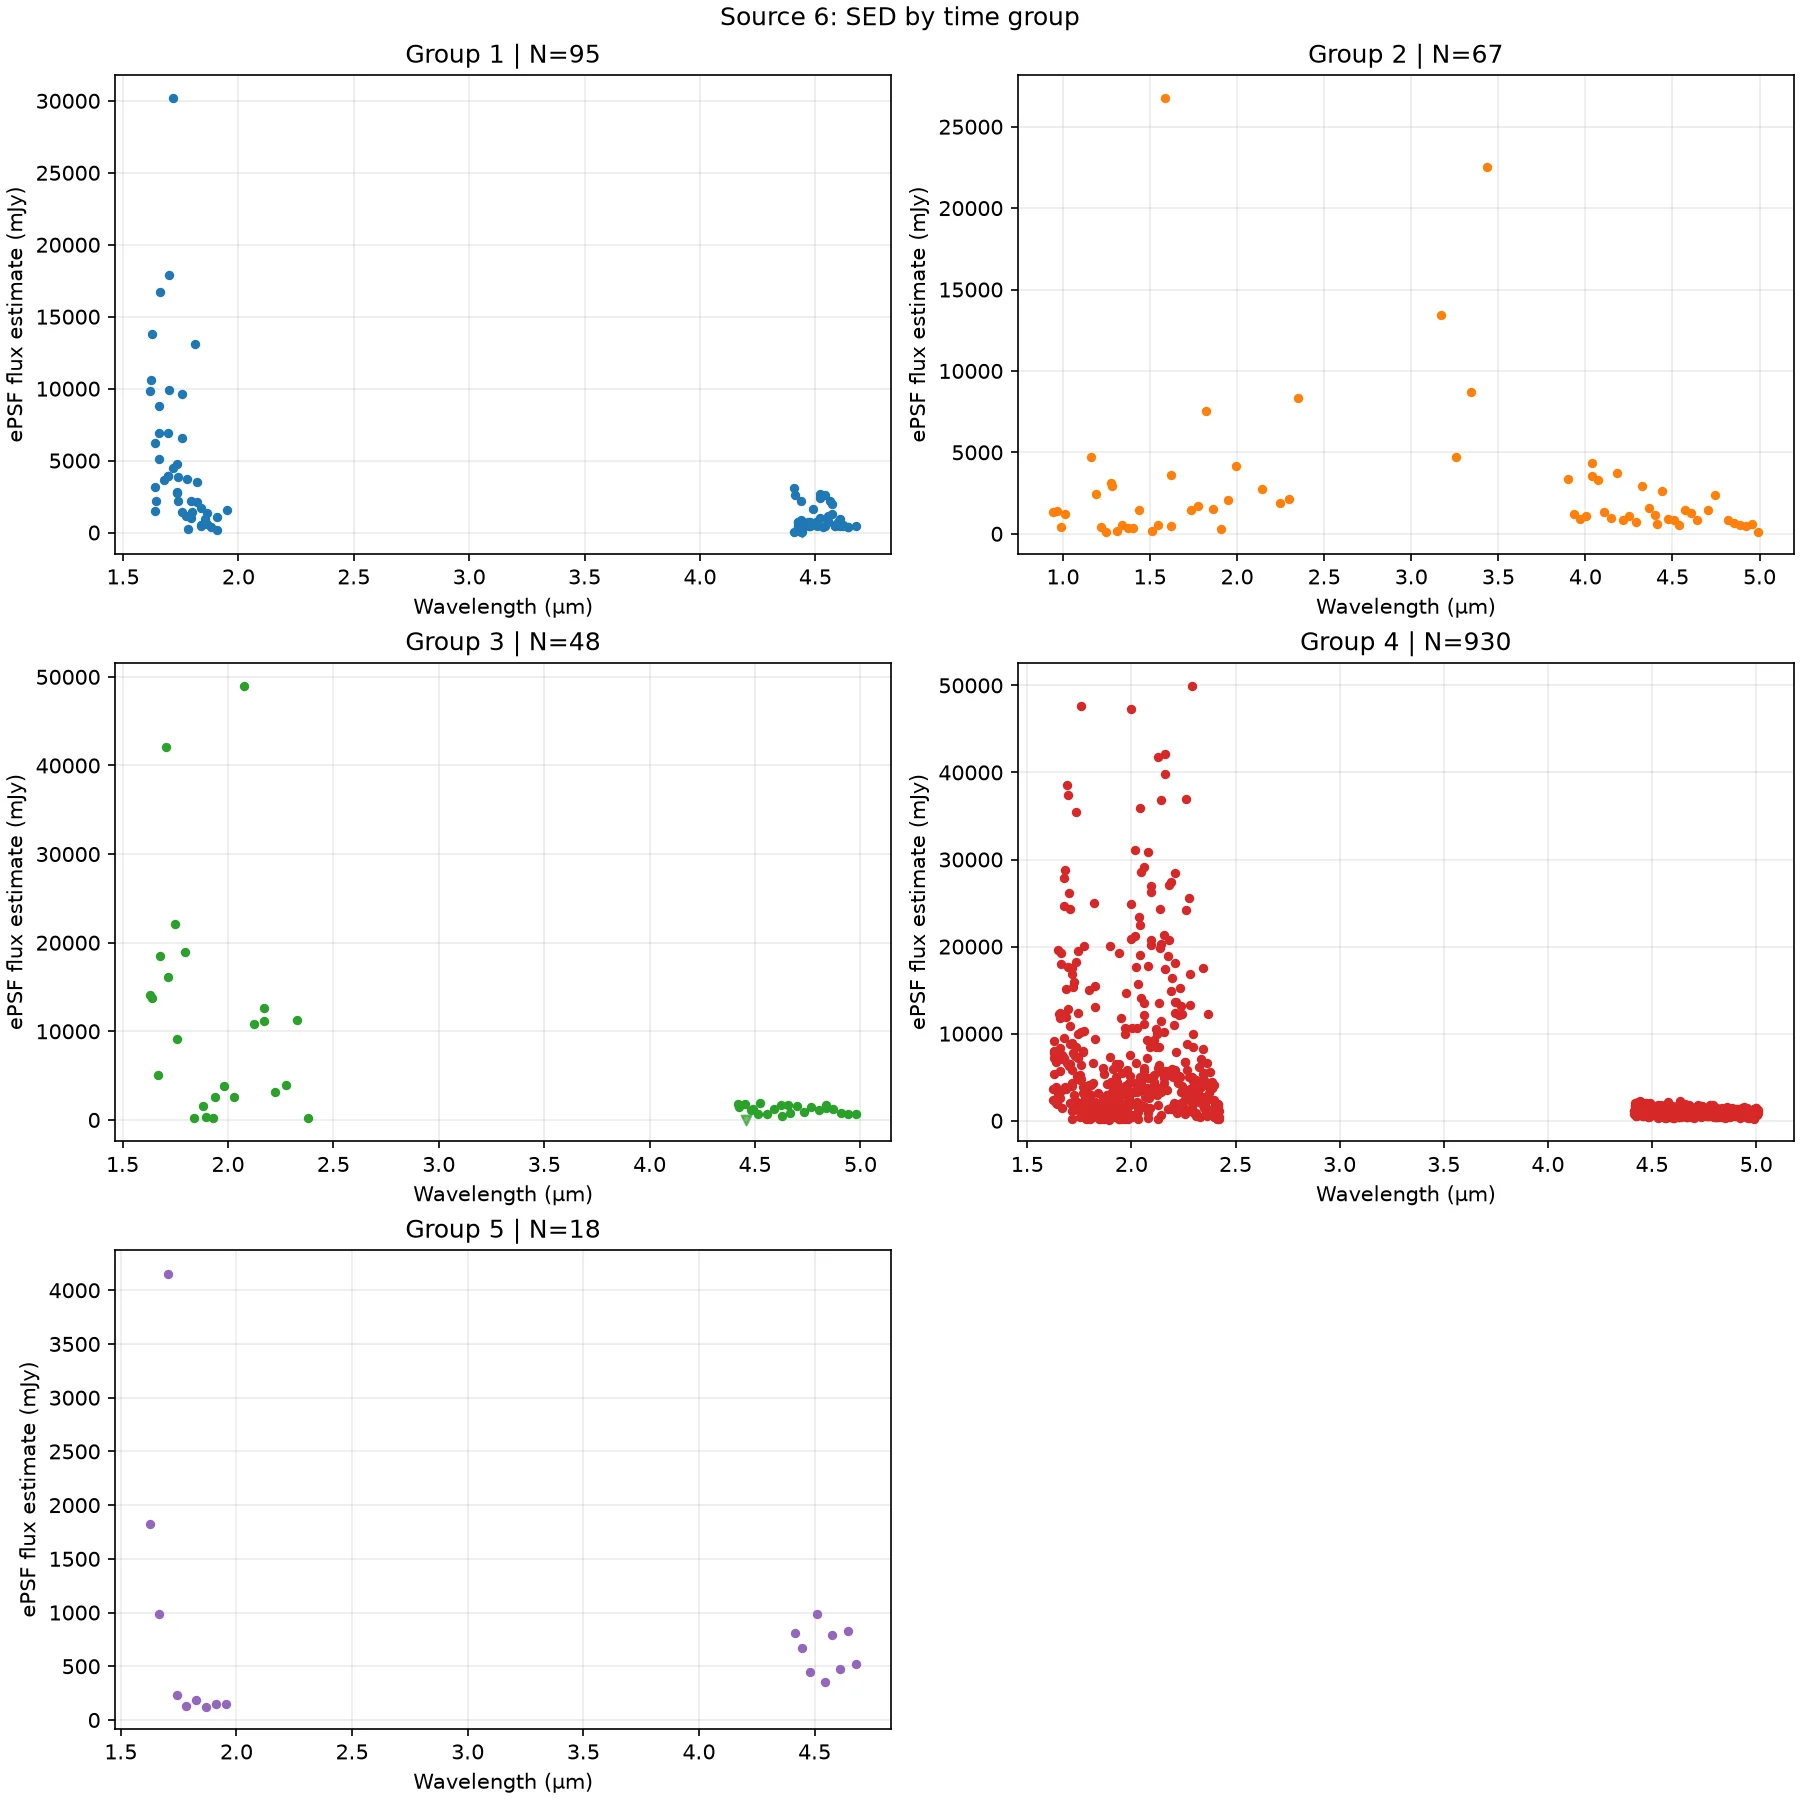 Source 6: SED by time group
Group 1 | N=95
ePSF flux estimate (mJy)
30000
25000
20000
15000
10000
5000
0
1.5 2.0 2.5 3.0 3.5 4.0 4.5
Wavelength (µm)
Group 2 | N=67
ePSF flux estimate (mJy)
25000
20000
15000
10000
5000
0
1.0 1.5 2.0 2.5 3.0 3.5 4.0 4.5 5.0
Wavelength (µm)
Group 3 | N=48
ePSF flux estimate (mJy)
50000
40000
30000
20000
10000
0
1.5 2.0 2.5 3.0 3.5 4.0 4.5 5.0
Wavelength (µm)
Group 4 | N=930
ePSF flux estimate (mJy)
50000
40000
30000
20000
10000
0
1.5 2.0 2.5 3.0 3.5 4.0 4.5 5.0
Wavelength (µm)
Group 5 | N=18
ePSF flux estimate (mJy)
4000
3500
3000
2500
2000
1500
1000
500
0
1.5 2.0 2.5 3.0 3.5 4.0 4.5
Wavelength (µm)